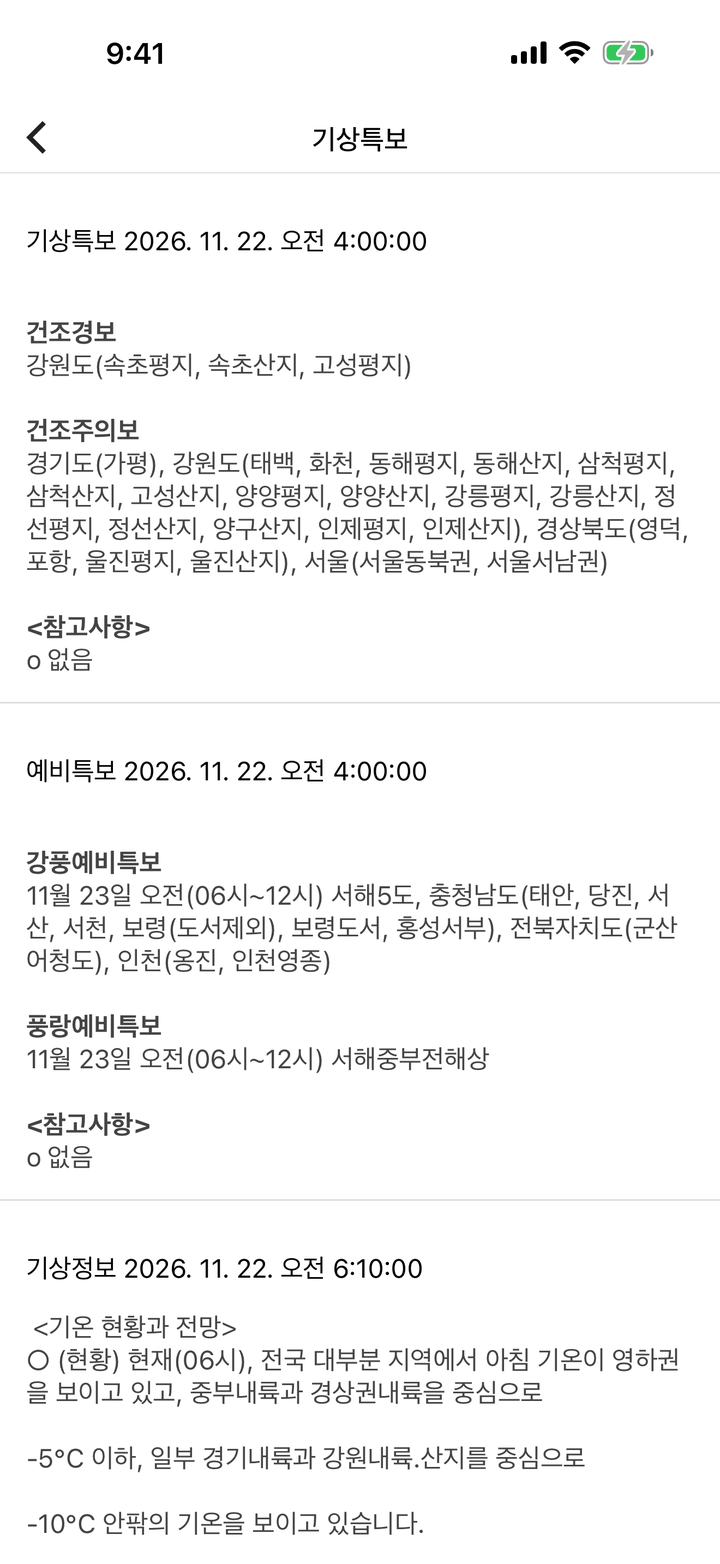 9:41
기상특보
기상특보 2026. 11. 22. 오전 4:00:00
건조경보
강원도(속초평지, 속초산지, 고성평지)
건조주의보
경기도(가평), 강원도(태백, 화천, 동해평지, 동해산지, 삼척평지,
삼척산지, 고성산지, 양양평지, 양양산지, 강릉평지, 강릉산지, 정
선평지, 정선산지, 양구산지, 인제평지, 인제산지), 경상북도(영덕,
포항, 울진평지, 울진산지), 서울(서울동북권, 서울서남권)
<참고사항>
o 없음
예비특보 2026. 11. 22. 오전 4:00:00
강풍예비특보
11월 23일 오전(06시~12시) 서해5도, 충청남도(태안, 당진, 서
산, 서천, 보령(도서제외), 보령도서, 홍성서부), 전북자치도(군산
어청도), 인천(옹진, 인천영종)
풍랑예비특보
11월 23일 오전(06시~12시) 서해중부전해상
<참고사항>
o 없음
기상정보 2026. 11. 22. 오전 6:10:00
<기온 현황과 전망>
○ (현황) 현재(06시), 전국 대부분 지역에서 아침 기온이 영하권
을 보이고 있고, 중부내륙과 경상권내륙을 중심으로
-5°C 이하, 일부 경기내륙과 강원내륙.산지를 중심으로
-10°C 안팎의 기온을 보이고 있습니다.